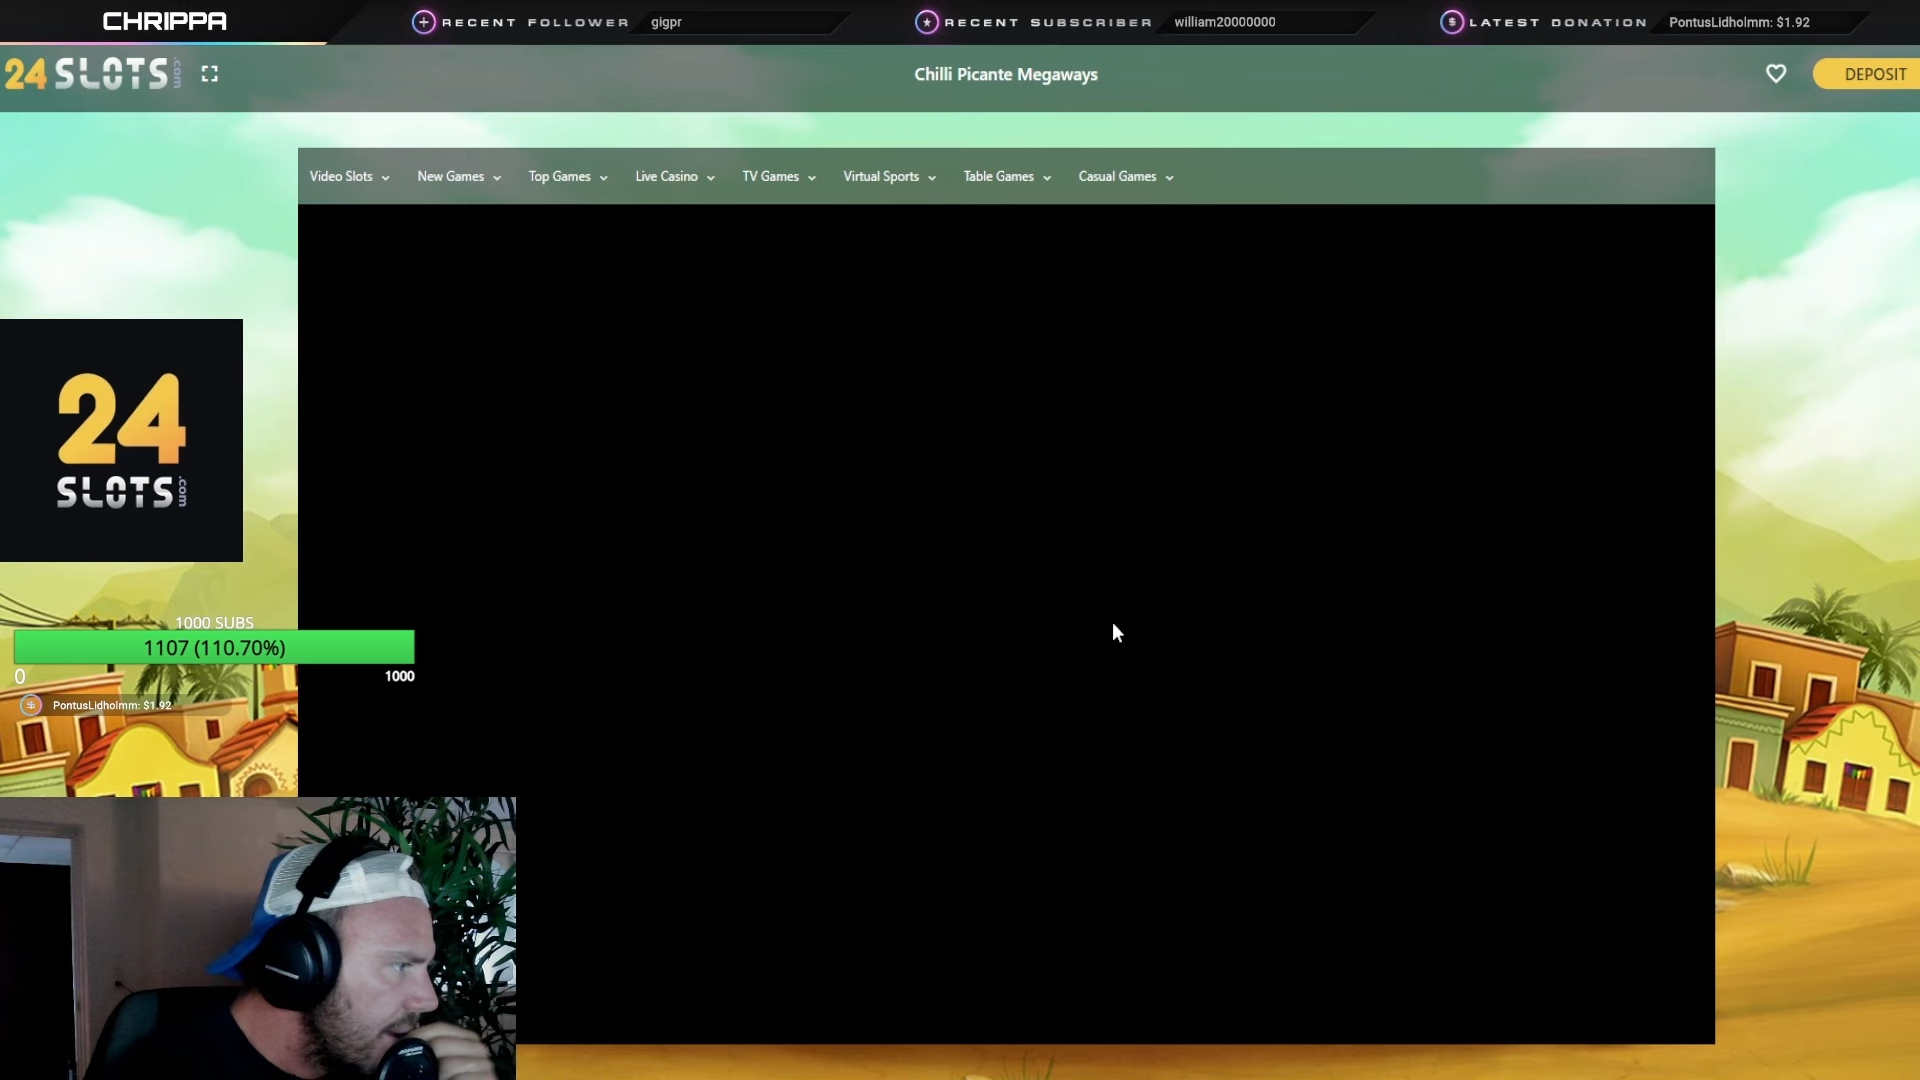 CHRIPPA
RECENT FOLLOWER gigpr
RECENT SUBSCRIBER william20000000
LATEST DONATION PontusLidholmm: $1.92
24 SLOTS .com
Chilli Picante Megaways
DEPOSIT
Video Slots
New Games
Top Games
Live Casino
TV Games
Virtual Sports
Table Games
Casual Games
24
SLOTS .com
1000 SUBS
1107 (110.70%)
0
1000
PontusLidholmm: $1.92